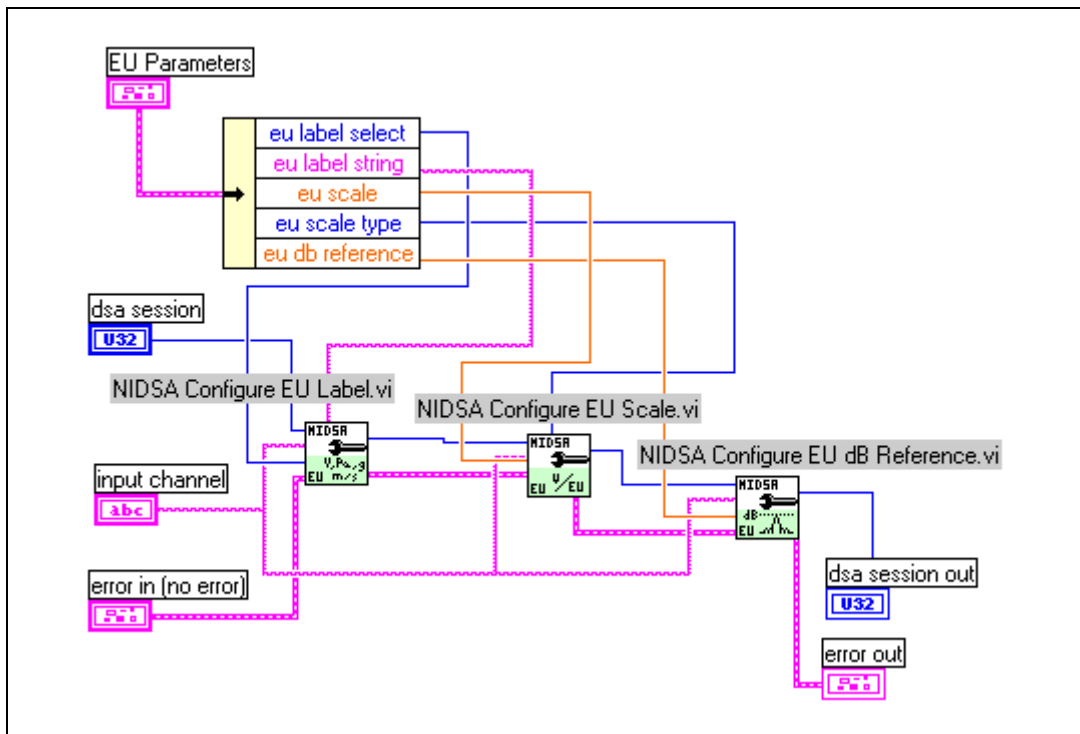 EU Parameters
eu label select
eu label string
eu scale
eu scale type
eu db reference
dsa session
U32
NIDSA Configure EU Label.vi
NIDSA
V,Pa,g
EU m/s
NIDSA Configure EU Scale.vi
NIDSA
EU V/EU
NIDSA Configure EU dB Reference.vi
NIDSA
dB
EU
input channel
abc
error in (no error)
dsa session out
U32
error out